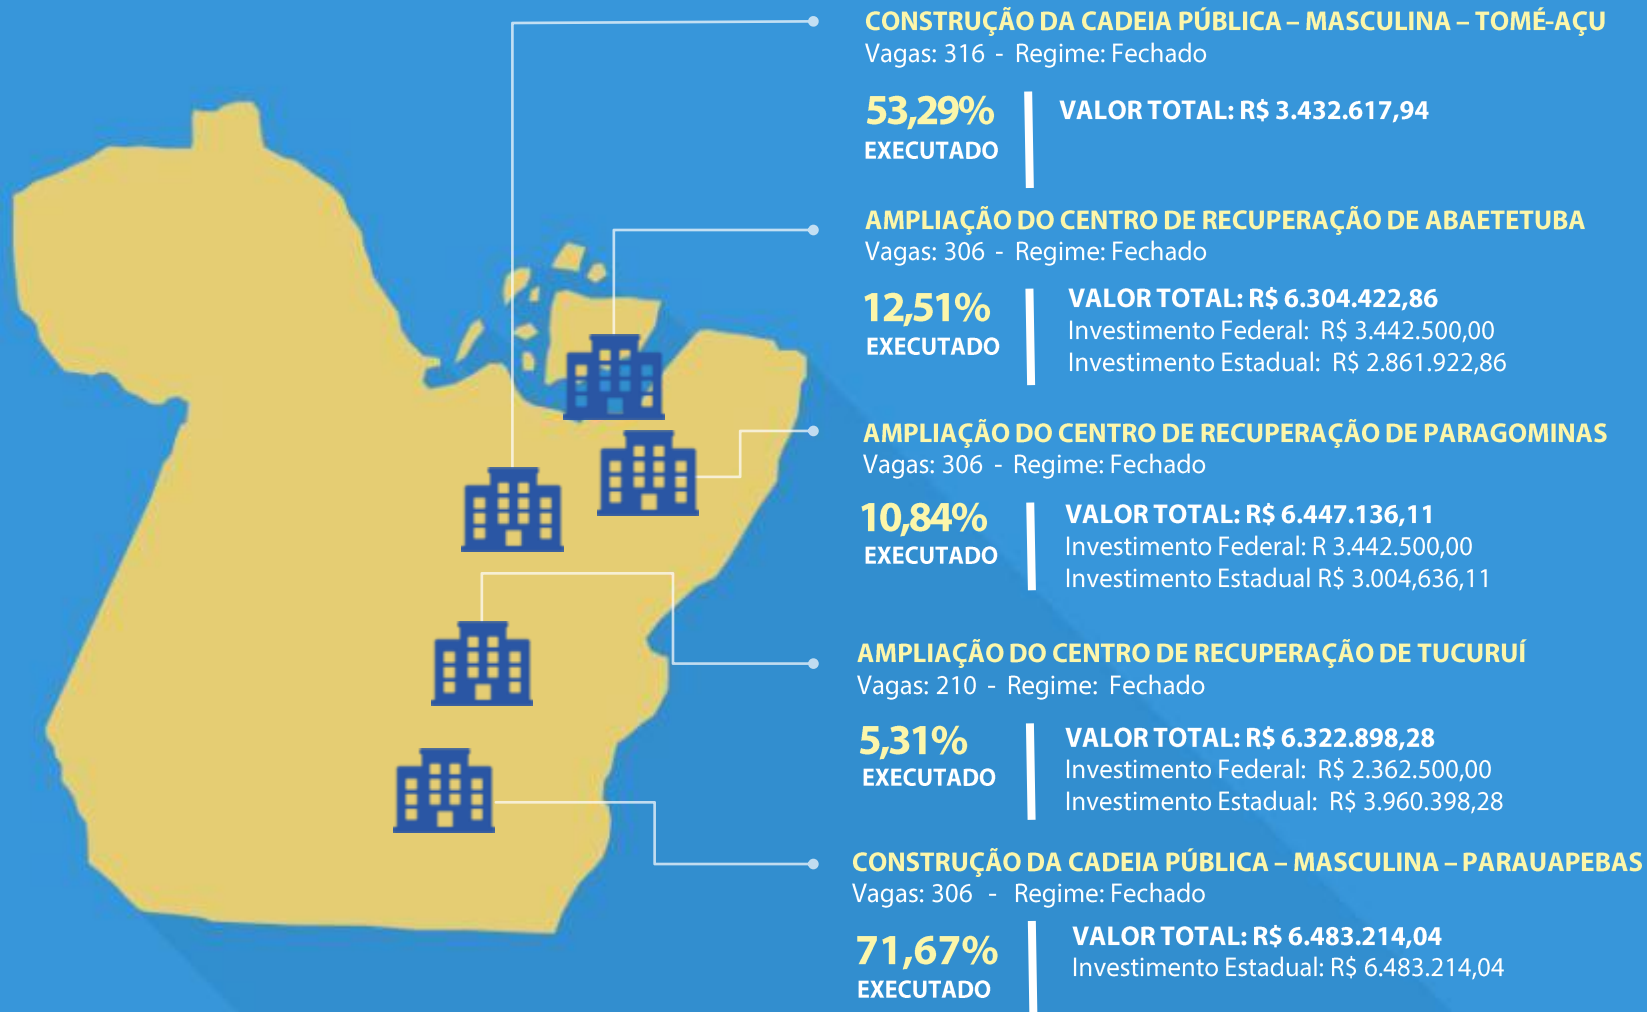 CONSTRUÇÃO DA CADEIA PÚBLICA – MASCULINA – TOMÉ-AÇU
Vagas: 316 - Regime: Fechado
53,29%
EXECUTADO
VALOR TOTAL: R$ 3.432.617,94
AMPLIAÇÃO DO CENTRO DE RECUPERAÇÃO DE ABAETETUBA
Vagas: 306 - Regime: Fechado
12,51%
EXECUTADO
VALOR TOTAL: R$ 6.304.422,86
Investimento Federal: R$ 3.442.500,00
Investimento Estadual: R$ 2.861.922,86
AMPLIAÇÃO DO CENTRO DE RECUPERAÇÃO DE PARAGOMINAS
Vagas: 306 - Regime: Fechado
10,84%
EXECUTADO
VALOR TOTAL: R$ 6.447.136,11
Investimento Federal: R 3.442.500,00
Investimento Estadual R$ 3.004,636,11
AMPLIAÇÃO DO CENTRO DE RECUPERAÇÃO DE TUCURUÍ
Vagas: 210 - Regime: Fechado
5,31%
EXECUTADO
VALOR TOTAL: R$ 6.322.898,28
Investimento Federal: R$ 2.362.500,00
Investimento Estadual: R$ 3.960.398,28
CONSTRUÇÃO DA CADEIA PÚBLICA – MASCULINA – PARAUAPEBAS
Vagas: 306 - Regime: Fechado
71,67%
EXECUTADO
VALOR TOTAL: R$ 6.483.214,04
Investimento Estadual: R$ 6.483.214,04